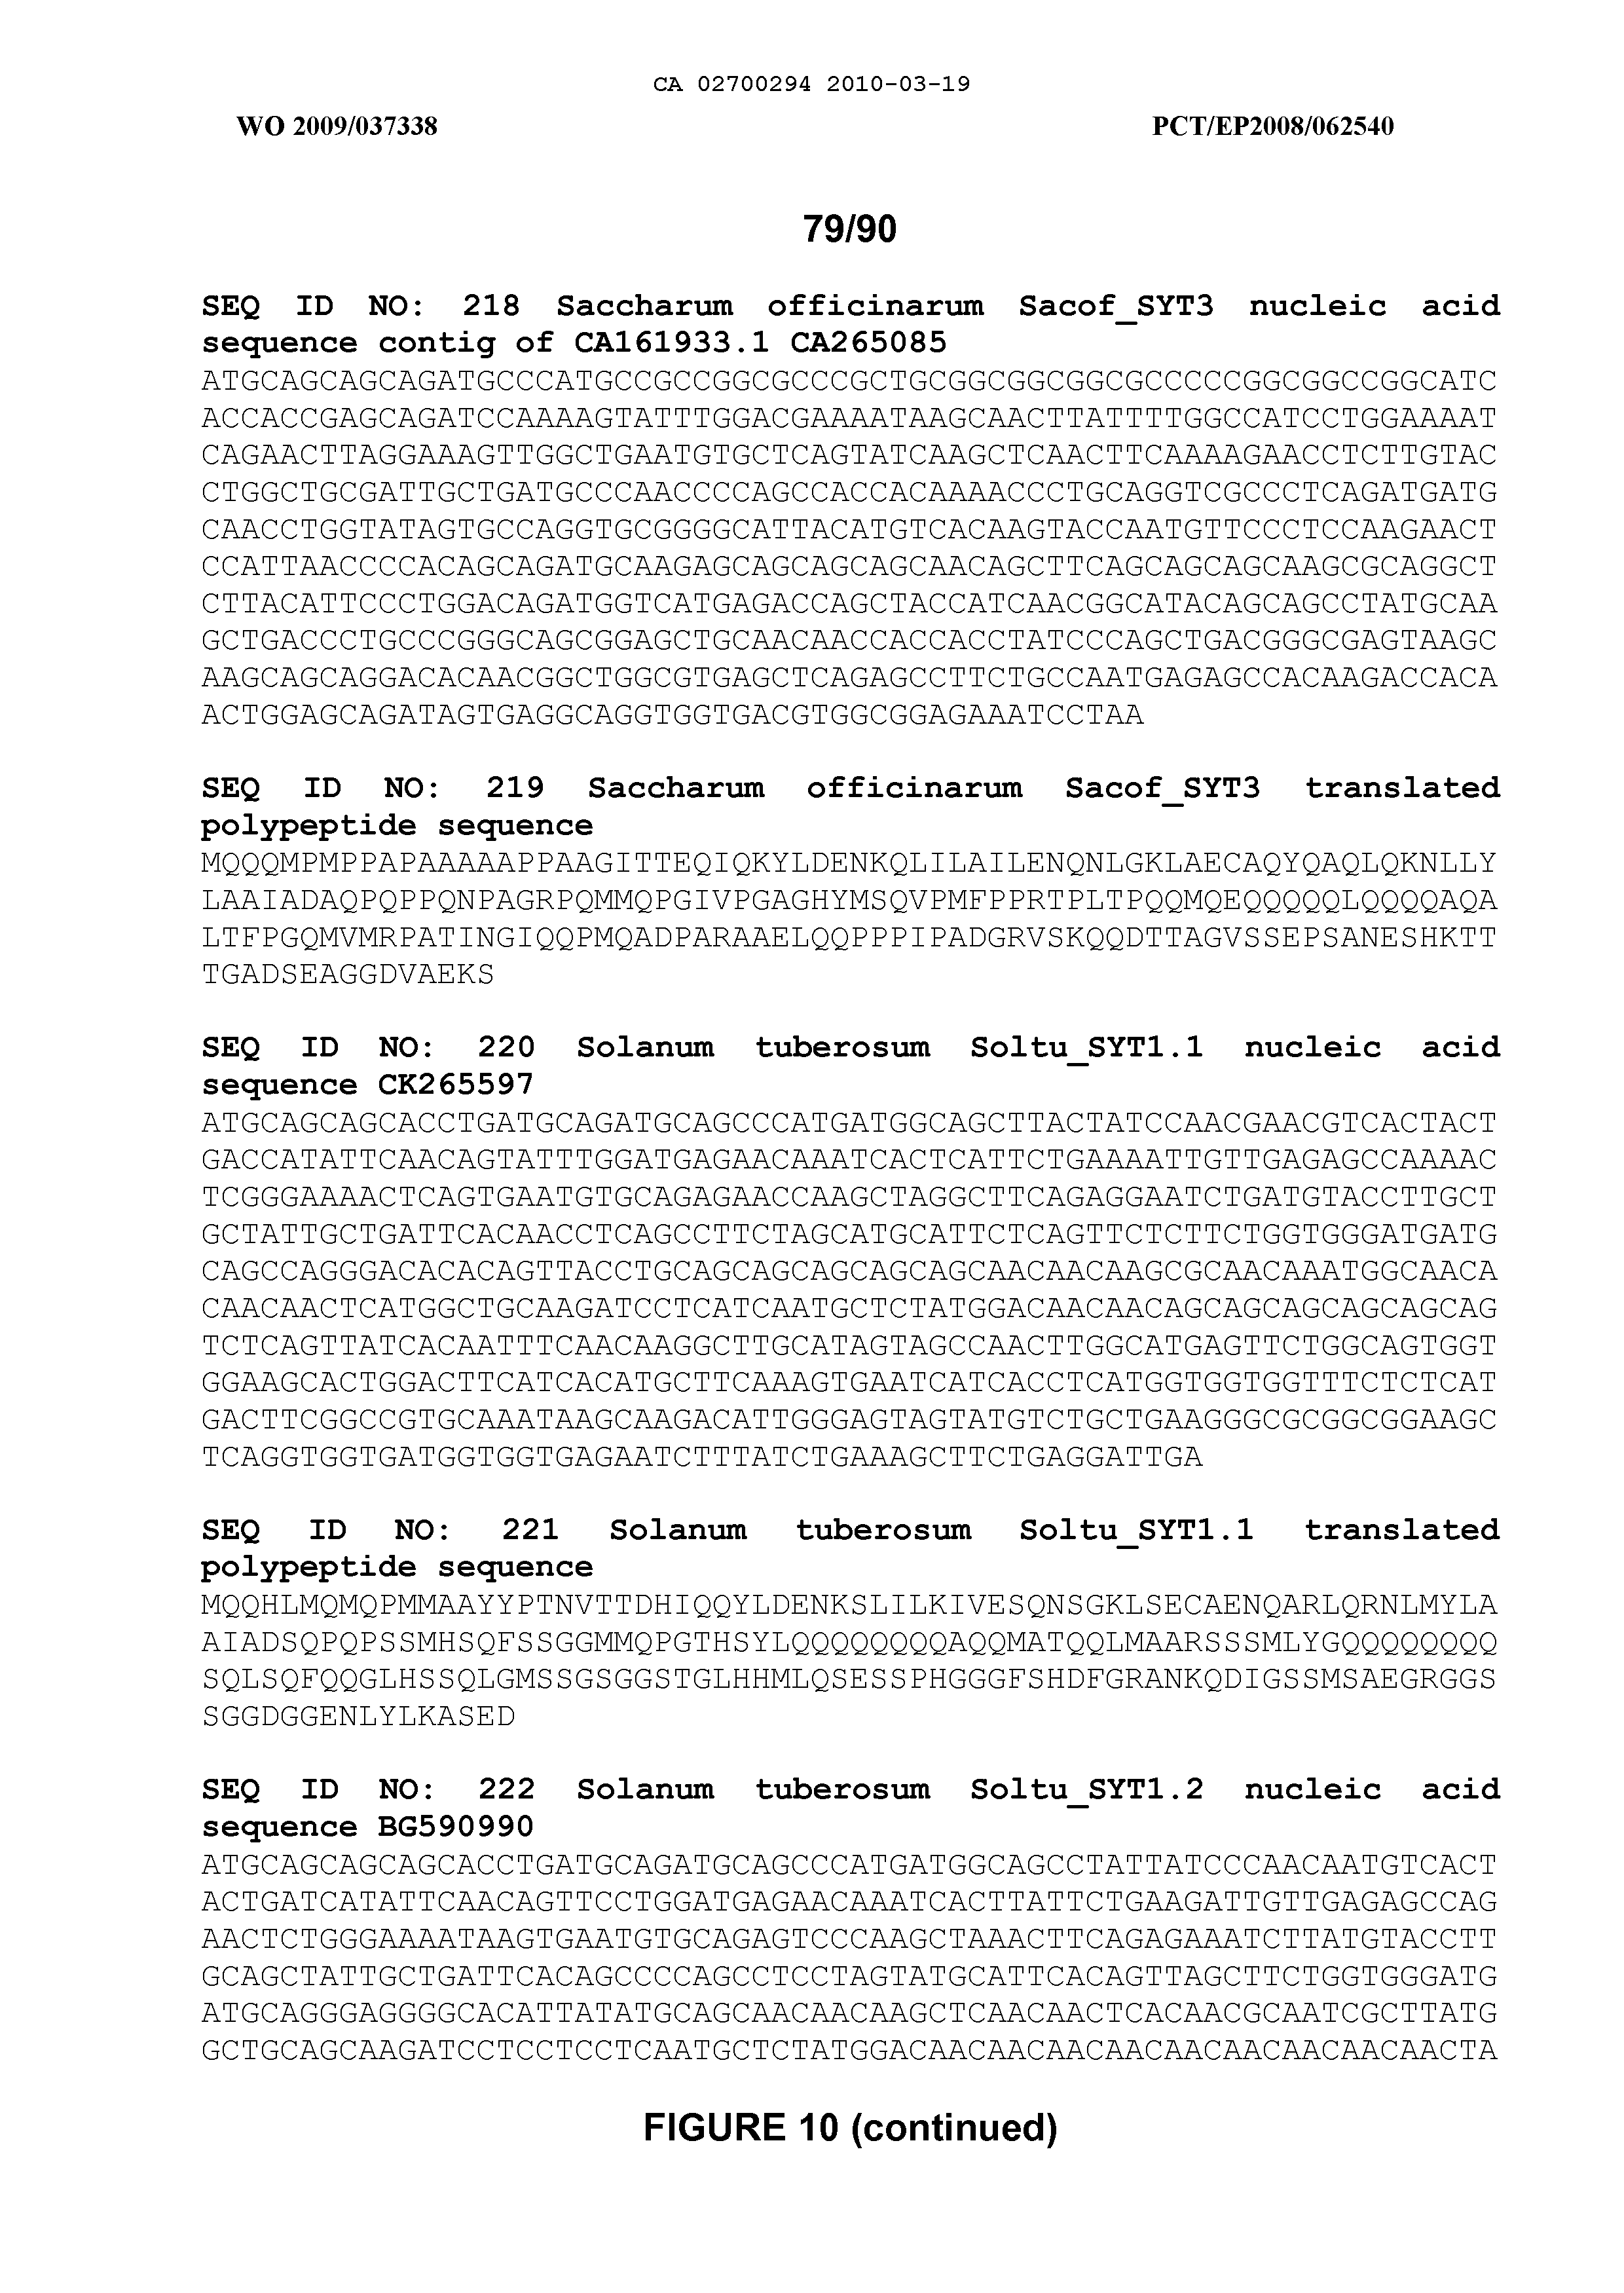 CA 02700294 2010-03-19
WO 2009/037338 PCT/EP2008/062540
79/90
SEQ ID NO: 218 Saccharum officinarum Sacof_SYT3 nucleic acid
sequence contig of CA161933.1 CA265085
ATGCAGCAGCAGATGCCCATGCCGCCGGCGCCCGCTGCGGCGGCGGCGCCCCCGGCGGCCGGCATC
ACCACCGAGCAGATCCAAAAGTATTTGGACGAAAATAAGCAACTTATTTTGGCCATCCTGGAAAAT
CAGAACTTAGGAAAGTTGGCTGAATGTGCTCAGTATCAAGCTCAACTTCAAAAGAACCTCTTGTAC
CTGGCTGCGATTGCTGATGCCCAACCCCAGCCACCACAAAACCCTGCAGGTCGCCCTCAGATGATG
CAACCTGGTATAGTGCCAGGTGCGGGGCATTACATGTCACAAGTACCAATGTTCCCTCCAAGAACT
CCATTAACCCCACAGCAGATGCAAGAGCAGCAGCAGCAACAGCTTCAGCAGCAGCAAGCGCAGGCT
CTTACATTCCCTGGACAGATGGTCATGAGACCAGCTACCATCAACGGCATACAGCAGCCTATGCAA
GCTGACCCTGCCCGGGCAGCGGAGCTGCAACAACCACCACCTATCCCAGCTGACGGGCGAGTAAGC
AAGCAGCAGGACACAACGGCTGGCGTGAGCTCAGAGCCTTCTGCCAATGAGAGCCACAAGACCACA
ACTGGAGCAGATAGTGAGGCAGGTGGTGACGTGGCGGAGAAATCCTAA
SEQ ID NO: 219 Saccharum officinarum Sacof_SYT3 translated
polypeptide sequence
MQQQMPMPPAPAAAAAPPAAGITTEQIQKYLDENKQLILAILENQNLGKLAECAQYQAQLQKNLLY
LAAIADAQPQPPQNPAGRPQMMQPGIVPGAGHYMSQVPMFPPRTPLTPQQMQEQQQQQLQQQQAQA
LTFPGQMVMRPATINGIQQPMQADPARAAELQQPPPIPADGRVSKQQDTTAGVSSEPSANESHKTT
TGADSEAGGDVAEKS
SEQ ID NO: 220 Solanum tuberosum Soltu_SYT1.1 nucleic acid
sequence CK265597
ATGCAGCAGCACCTGATGCAGATGCAGCCCATGATGGCAGCTTACTATCCAACGAACGTCACTACT
GACCATATTCAACAGTATTTGGATGAGAACAAATCACTCATTCTGAAAATTGTTGAGAGCCAAAAC
TCGGGAAAACTCAGTGAATGTGCAGAGAACCAAGCTAGGCTTCAGAGGAATCTGATGTACCTTGCT
GCTATTGCTGATTCACAACCTCAGCCTTCTAGCATGCATTCTCAGTTCTCTTCTGGTGGGATGATG
CAGCCAGGGACACACAGTTACCTGCAGCAGCAGCAGCAGCAACAACAAGCGCAACAAATGGCAACA
CAACAACTCATGGCTGCAAGATCCTCATCAATGCTCTATGGACAACAACAGCAGCAGCAGCAGCAG
TCTCAGTTATCACAATTTCAACAAGGCTTGCATAGTAGCCAACTTGGCATGAGTTCTGGCAGTGGT
GGAAGCACTGGACTTCATCACATGCTTCAAAGTGAATCATCACCTCATGGTGGTGGTTTCTCTCAT
GACTTCGGCCGTGCAAATAAGCAAGACATTGGGAGTAGTATGTCTGCTGAAGGGCGCGGCGGAAGC
TCAGGTGGTGATGGTGGTGAGAATCTTTATCTGAAAGCTTCTGAGGATTGA
SEQ ID NO: 221 Solanum tuberosum Soltu_SYT1.1 translated
polypeptide sequence
MQQHLMQMQPMMAAYYPTNVTTDHIQQYLDENKSLILKIVESQNSGKLSECAENQARLQRNLMYLA
AIADSQPQPSSMHSQFSSGGMMQPGTHSYLQQQQQQQQAQQMATQQLMAARSSSMLYGQQQQQQQQ
SQLSQFQQGLHSSQLGMSSGSGGSTGLHHMLQSESSPHGGGFSHDFGRANKQDIGSSMSAEGRGGS
SGGDGGENLYLKASED
SEQ ID NO: 222 Solanum tuberosum Soltu_SYT1.2 nucleic acid
sequence BG590990
ATGCAGCAGCAGCACCTGATGCAGATGCAGCCCATGATGGCAGCCTATTATCCCAACAATGTCACT
ACTGATCATATTCAACAGTTCCTGGATGAGAACAAATCACTTATTCTGAAGATTGTTGAGAGCCAG
AACTCTGGGAAAATAAGTGAATGTGCAGAGTCCCAAGCTAAACTTCAGAGAAATCTTATGTACCTT
GCAGCTATTGCTGATTCACAGCCCCAGCCTCCTAGTATGCATTCACAGTTAGCTTCTGGTGGGATG
ATGCAGGGAGGGGCACATTATATGCAGCAACAACAAGCTCAACAACTCACAACGCAATCGCTTATG
GCTGCAGCAAGATCCTCCTCCTCAATGCTCTATGGACAACAACAACAACAACAACAACAACAACTA
FIGURE 10 (continued)